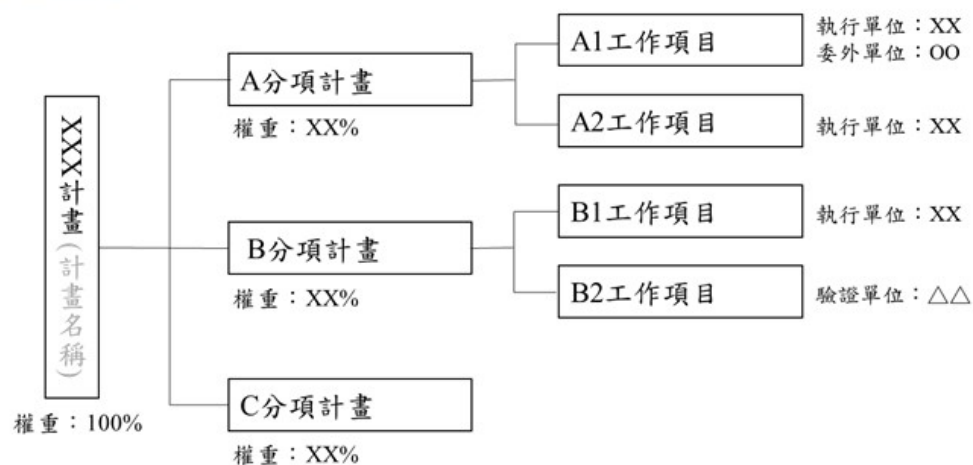 XXX計畫(計畫名稱)
權重：100%
A分項計畫
權重：XX%
A1工作項目
執行單位：XX
委外單位：OO
A2工作項目
執行單位：XX
B分項計畫
權重：XX%
B1工作項目
執行單位：XX
B2工作項目
驗證單位：△△
C分項計畫
權重：XX%